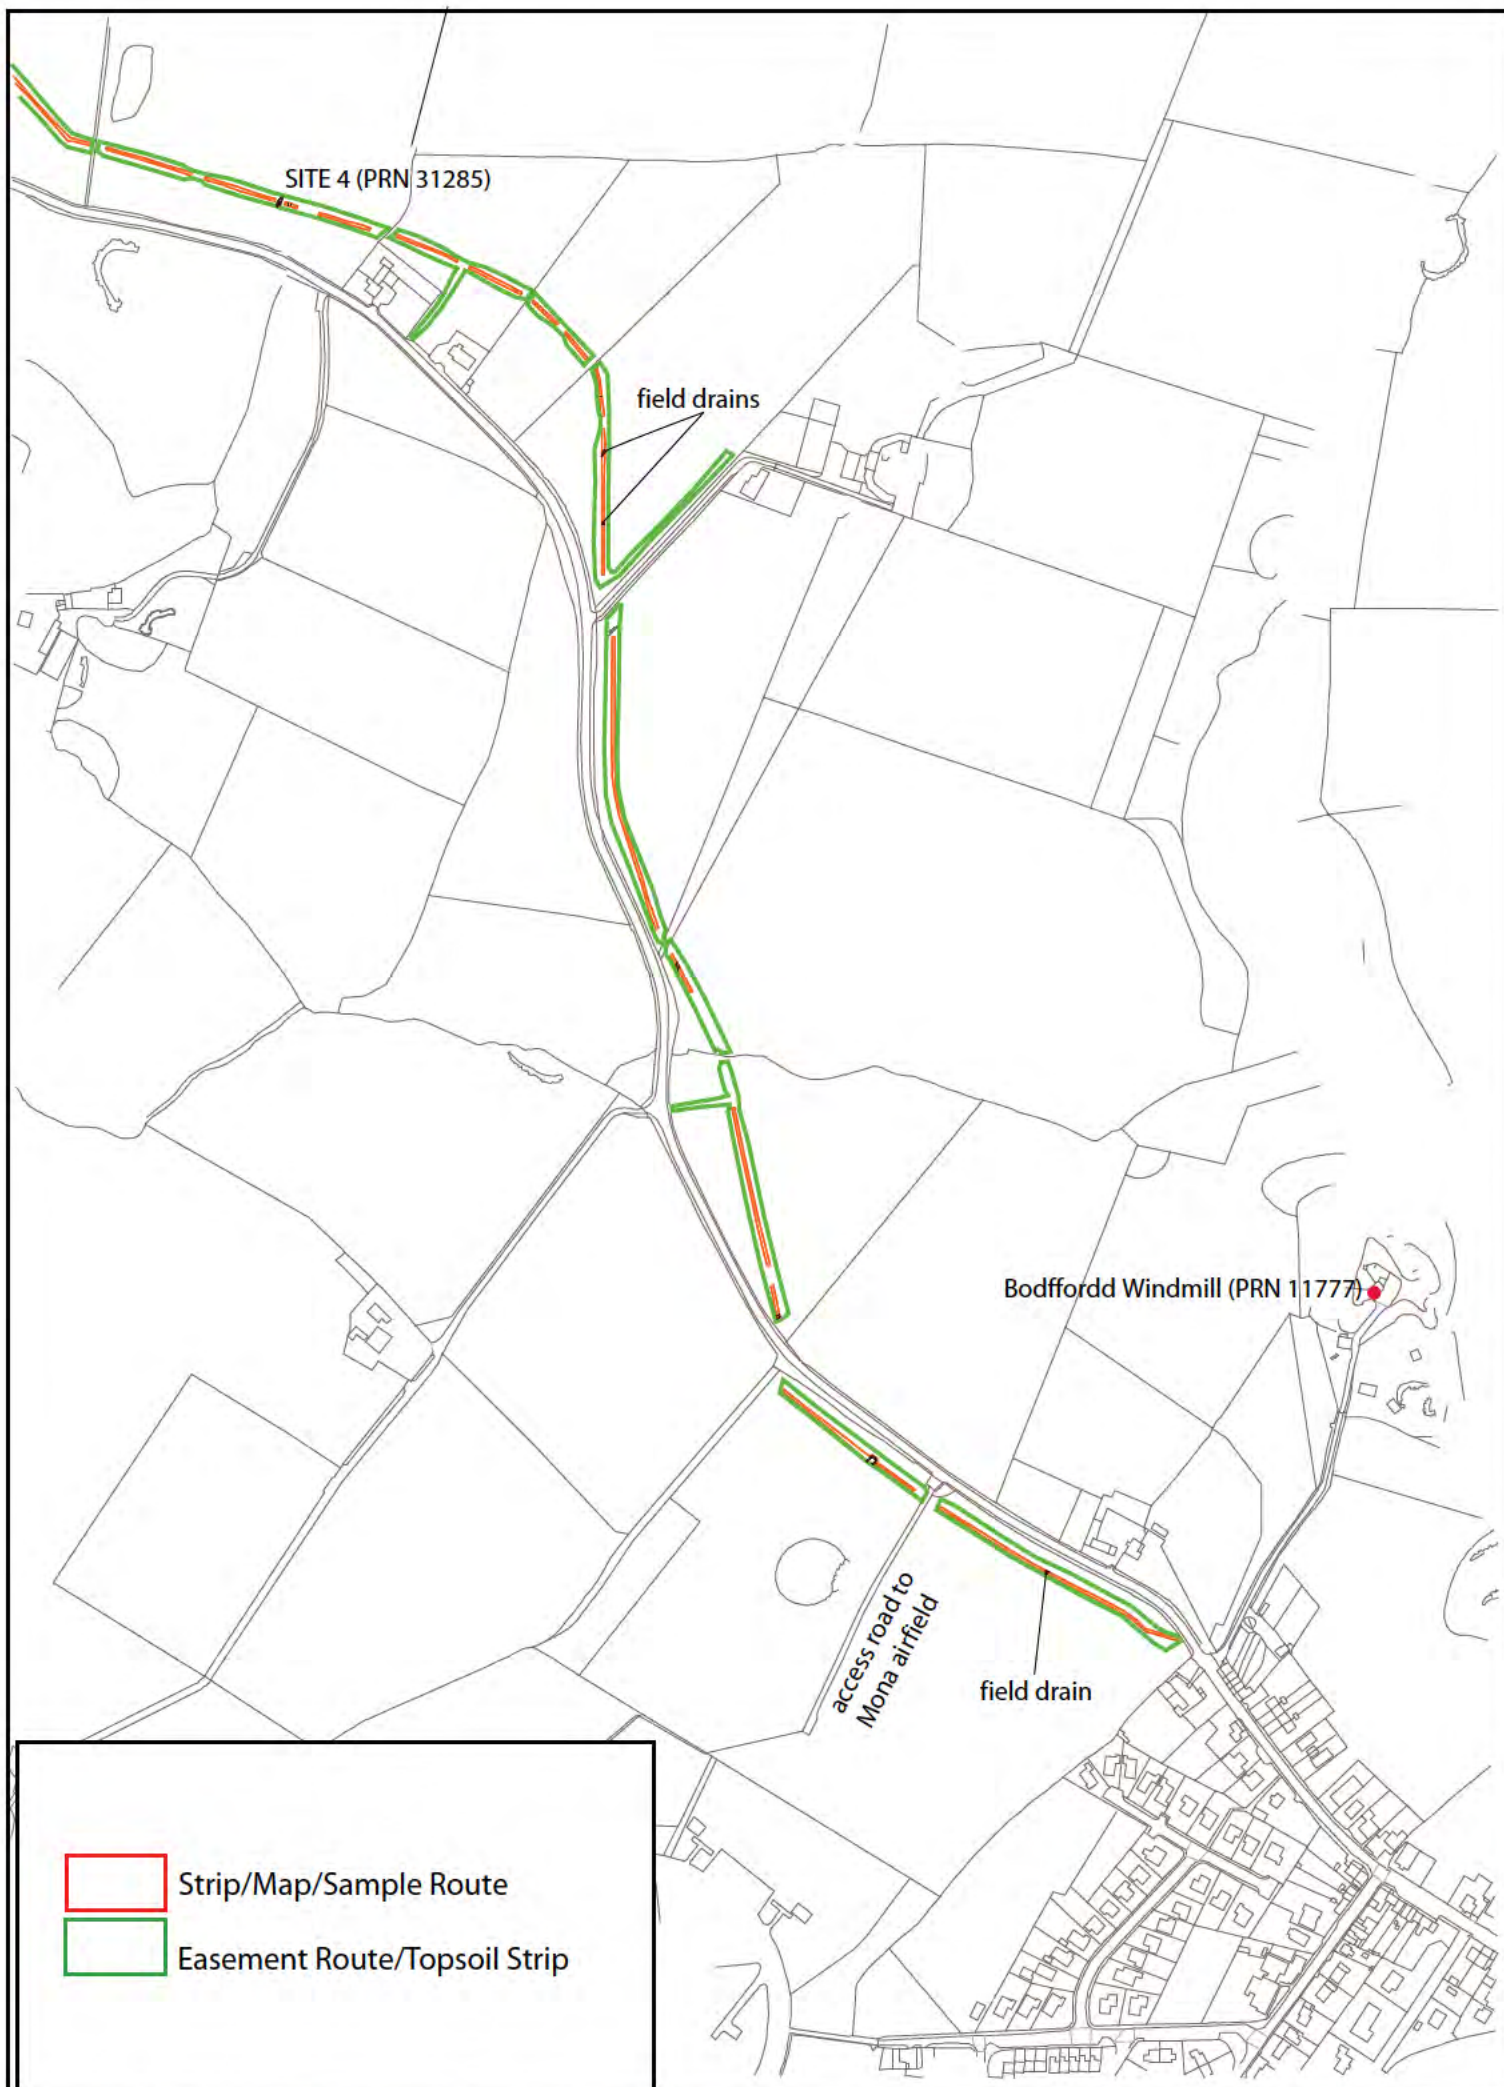 SITE 4 (PRN 31285)
field drains
Bodffordd Windmill (PRN 11777)
access road to
Mona airfield
field drain
Strip/Map/Sample Route
Easement Route/Topsoil Strip